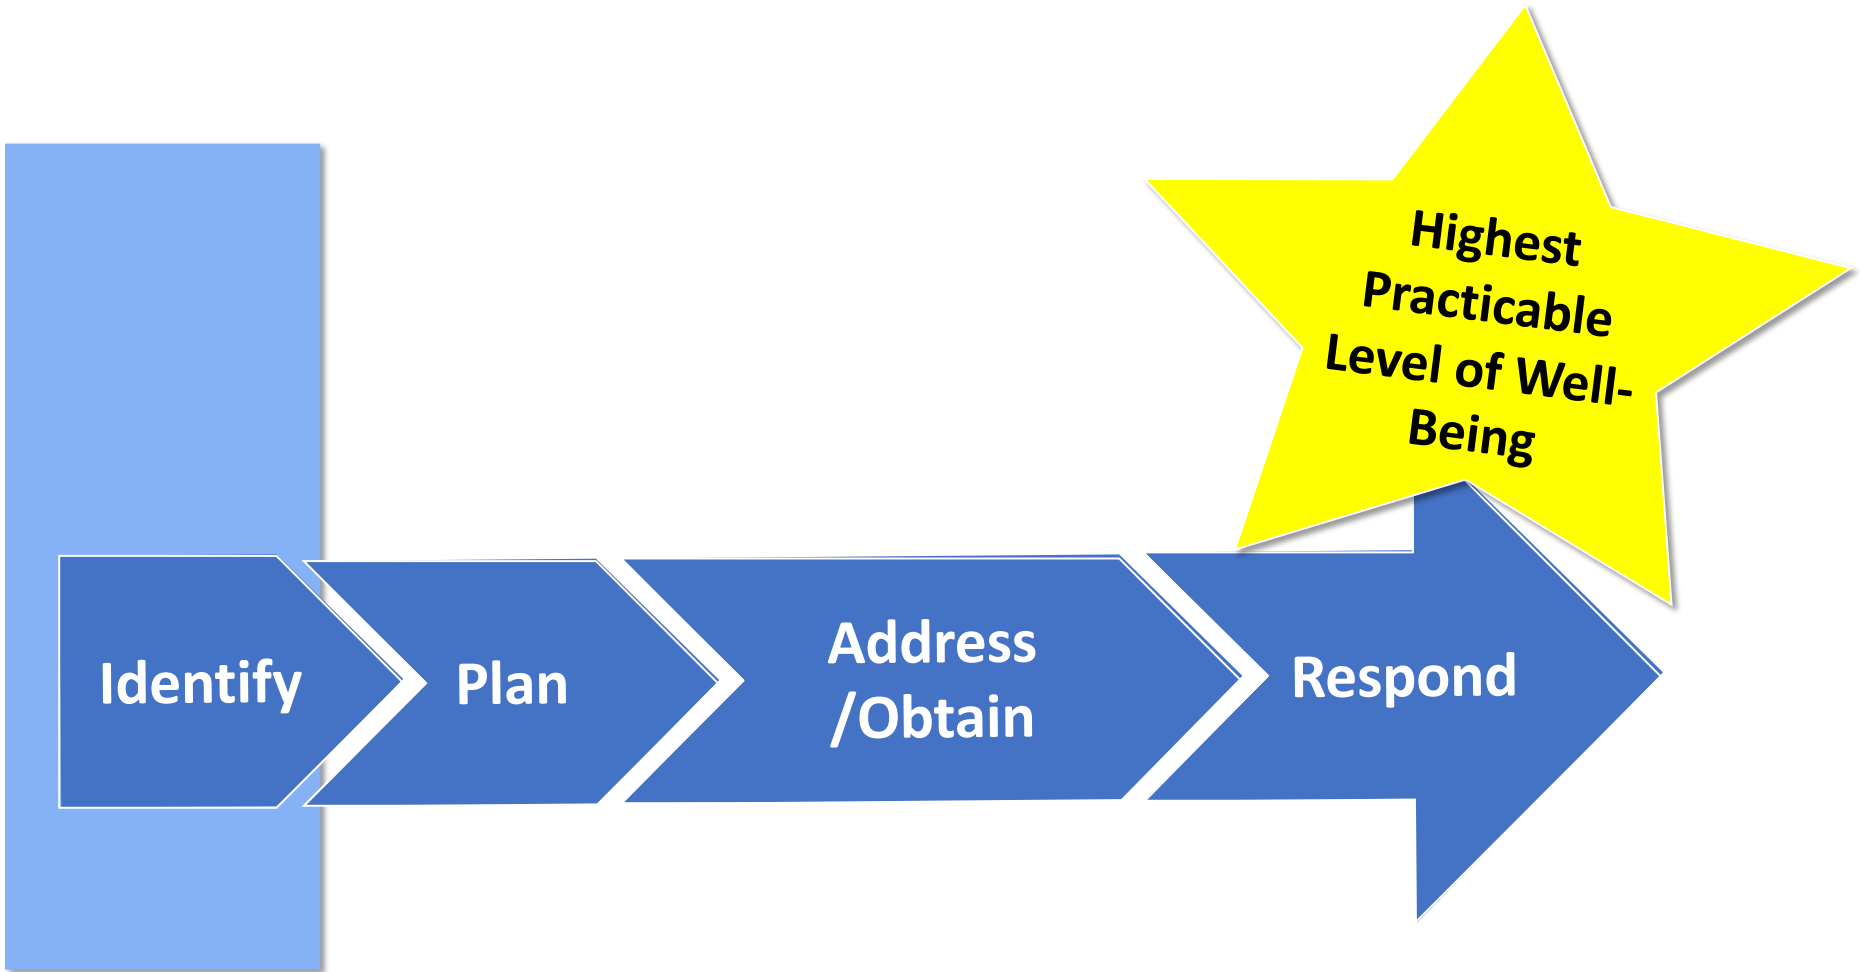 Highest
Practicable
Level of Well-
Being
Identify
Plan
Address
/Obtain
Respond